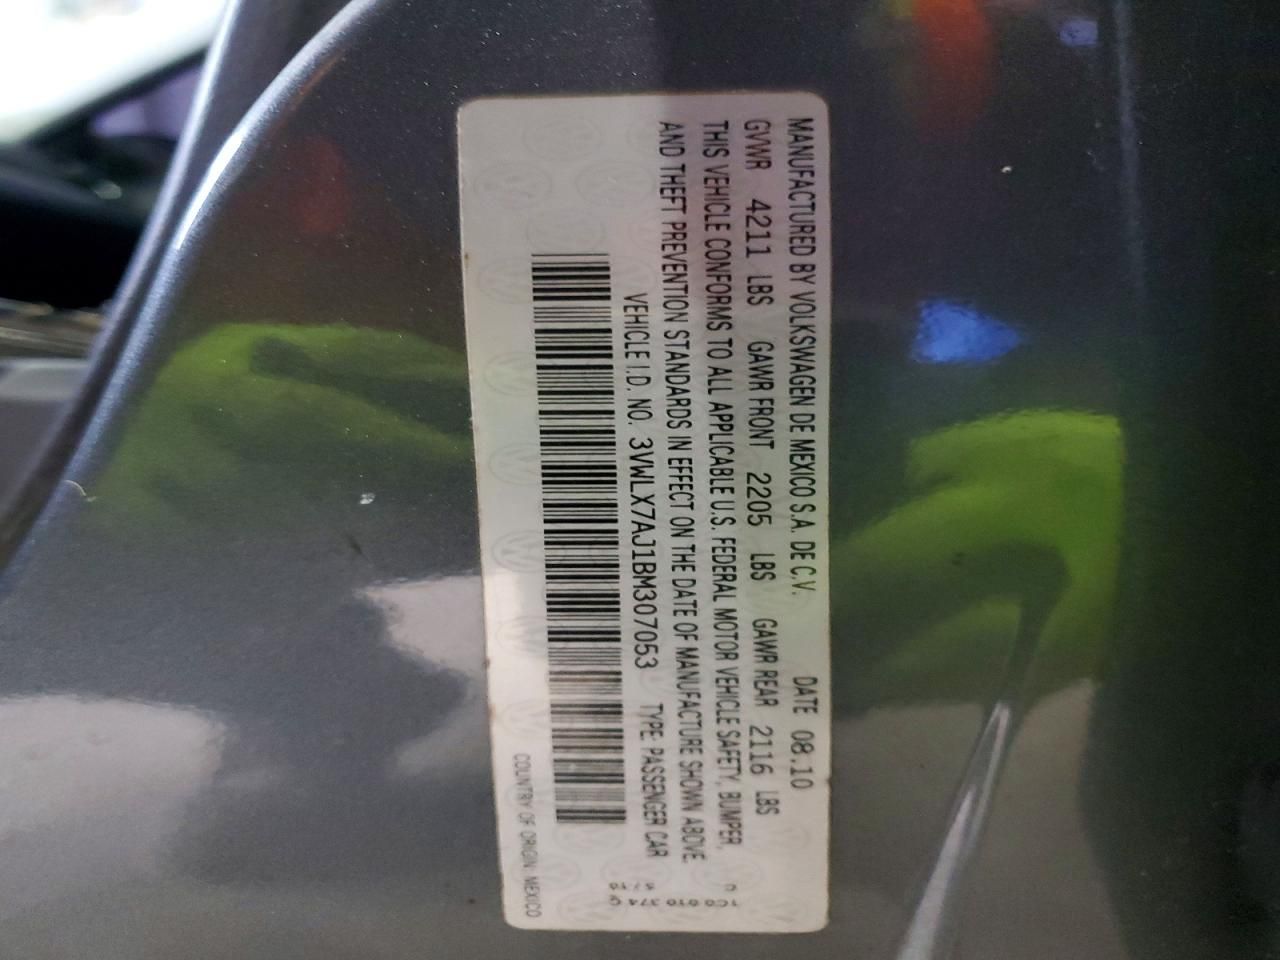 MANUFACTURED BY VOLKSWAGEN DE MEXICO S.A. DE C.V. DATE 08.10
GVWR 4211 LBS GAWR FRONT 2205 LBS GAWR REAR 2116 LBS
THIS VEHICLE CONFORMS TO ALL APPLICABLE U.S. FEDERAL MOTOR VEHICLE SAFETY, BUMPER,
AND THEFT PREVENTION STANDARDS IN EFFECT ON THE DATE OF MANUFACTURE SHOWN ABOVE.
VEHICLE I.D. NO. 3VWLX7AJ1BM307053 TYPE: PASSENGER CAR
COUNTRY OF ORIGIN: MEXICO